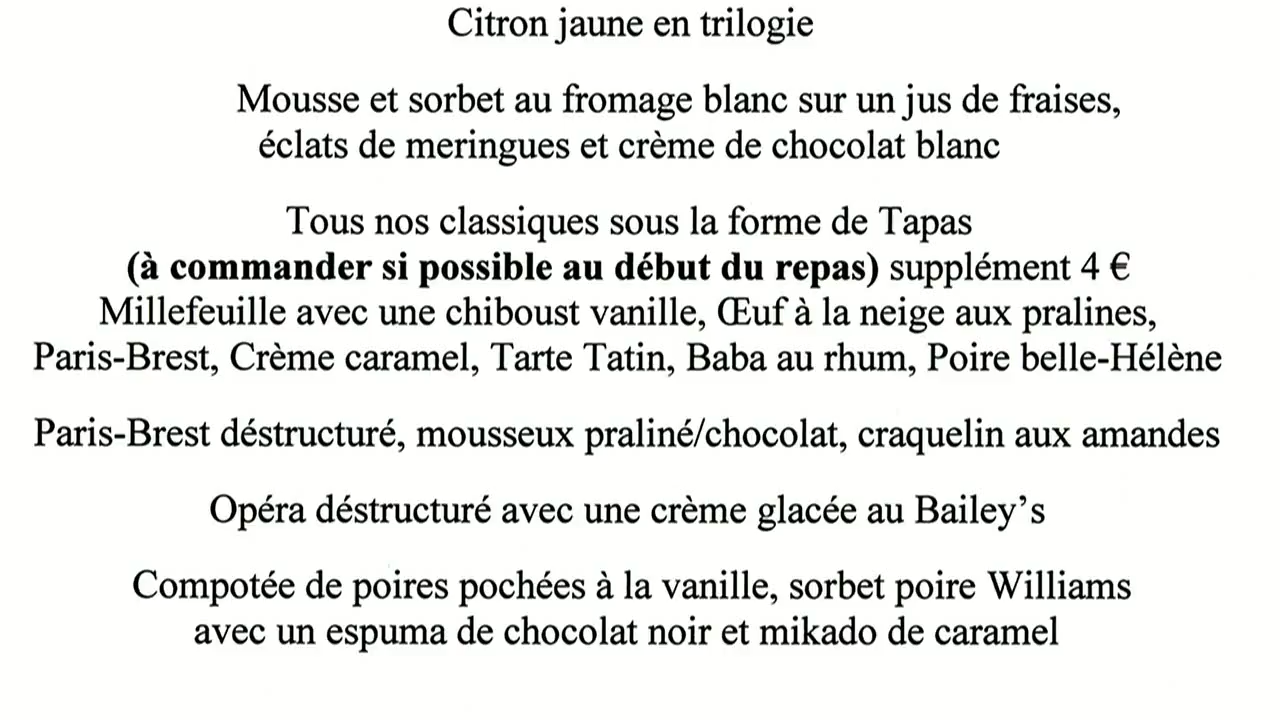 Citron jaune en trilogie
Mousse et sorbet au fromage blanc sur un jus de fraises,
éclats de meringues et crème de chocolat blanc
Tous nos classiques sous la forme de Tapas
(à commander si possible au début du repas) supplément 4 €
Millefeuille avec une chiboust vanille, Œuf à la neige aux pralines,
Paris-Brest, Crème caramel, Tarte Tatin, Baba au rhum, Poire belle-Hélène
Paris-Brest déstructuré, mousseux praliné/chocolat, craquelin aux amandes
Opéra déstructuré avec une crème glacée au Bailey’s
Compotée de poires pochées à la vanille, sorbet poire Williams
avec un espuma de chocolat noir et mikado de caramel